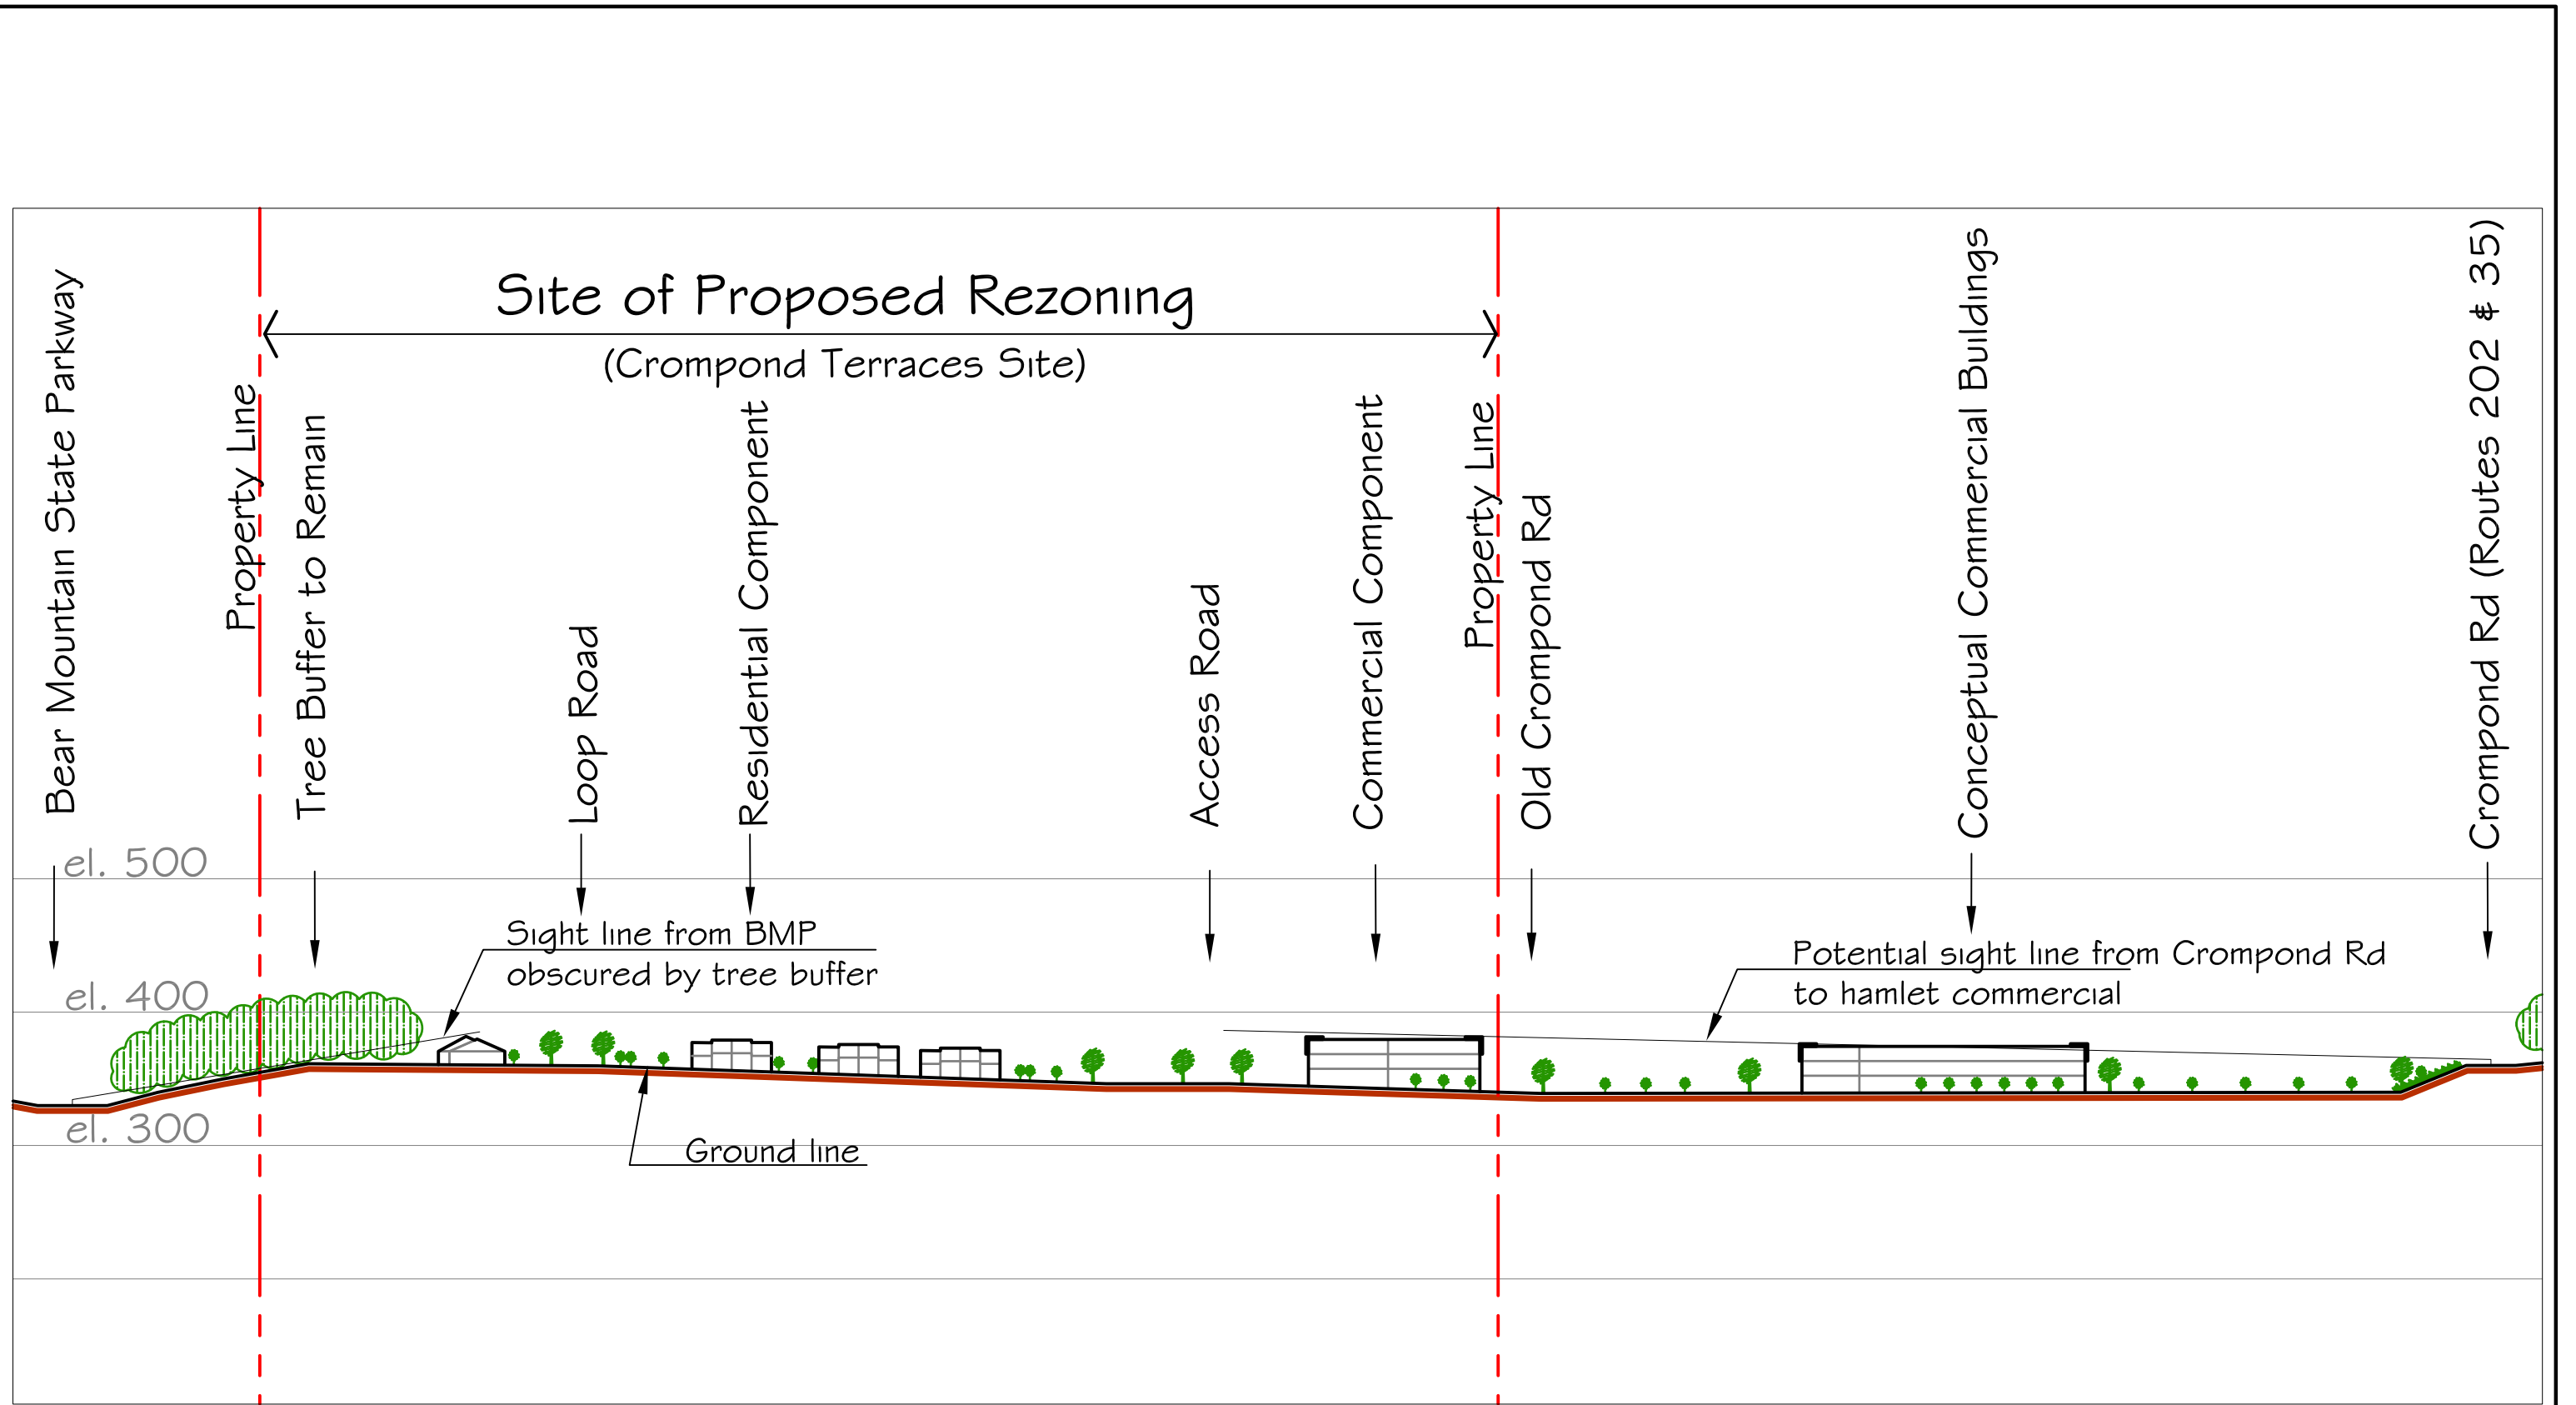 Site of Proposed Rezoning
(Crompond Terraces Site)
Bear Mountain State Parkway
Property Line
Tree Buffer to Remain
Loop Road
Residential Component
Access Road
Commercial Component
Property Line
Old Crompond Rd
Conceptual Commercial Buildings
Crompond Rd (Routes 202 & 35)
el. 500
Sight line from BMP
obscured by tree buffer
Potential sight line from Crompond Rd
to hamlet commercial
el. 400
el. 300
Ground line